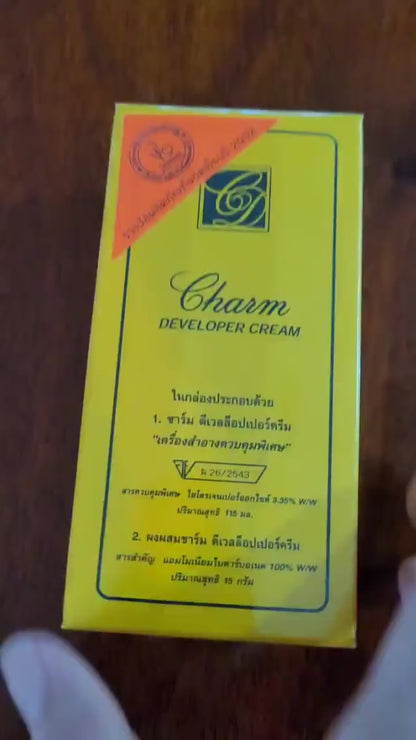 CD
Charm
DEVELOPER CREAM
ในกล่องประกอบด้วย
1. ชาร์ม ดีเวลล็อปเปอร์ครีม
"เครื่องสำอางควบคุมพิเศษ"
ผ.26/2543
สารควบคุมพิเศษ ไฮโดรเจนเปอร์ออกไซด์ 3.35% W/W
ปริมาณสุทธิ 115 มล.
2. ผงผสมชาร์ม ดีเวลล็อปเปอร์ครีม
สารสำคัญ แอมโมเนียมไบคาร์บอเนต 100% W/W
ปริมาณสุทธิ 15 กรัม